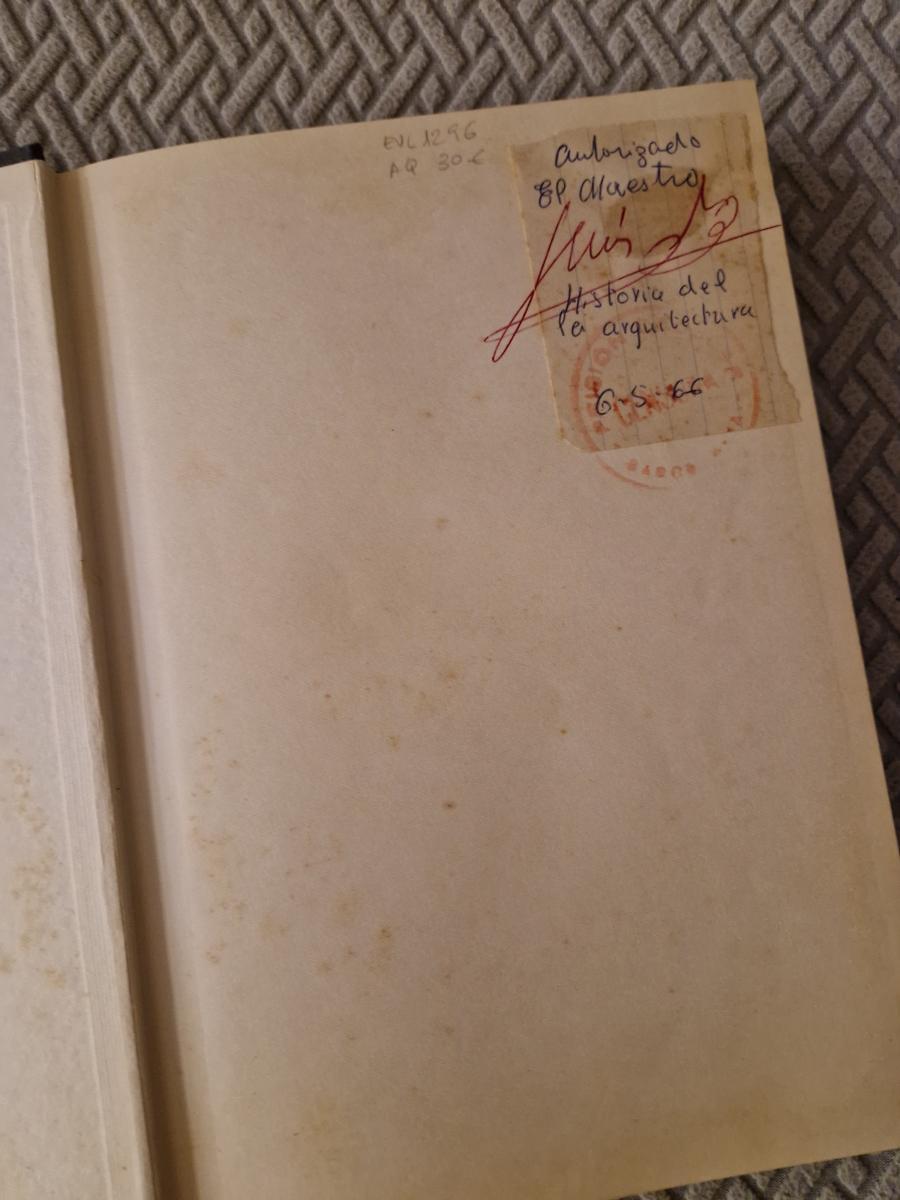 EVL1296
AQ 30€
autorizado
El Maestro
Historia del
la arquitectura
6-5-66